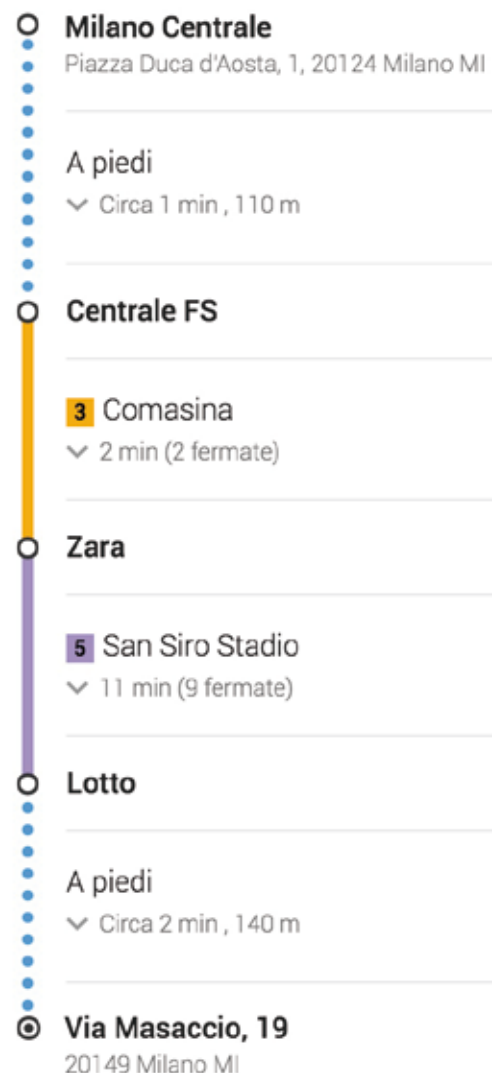 Milano Centrale
Piazza Duca d'Aosta, 1, 20124 Milano MI
A piedi
Circa 1 min , 110 m
Centrale FS
3 Comasina
2 min (2 fermate)
Zara
5 San Siro Stadio
11 min (9 fermate)
Lotto
A piedi
Circa 2 min , 140 m
Via Masaccio, 19
20149 Milano MI